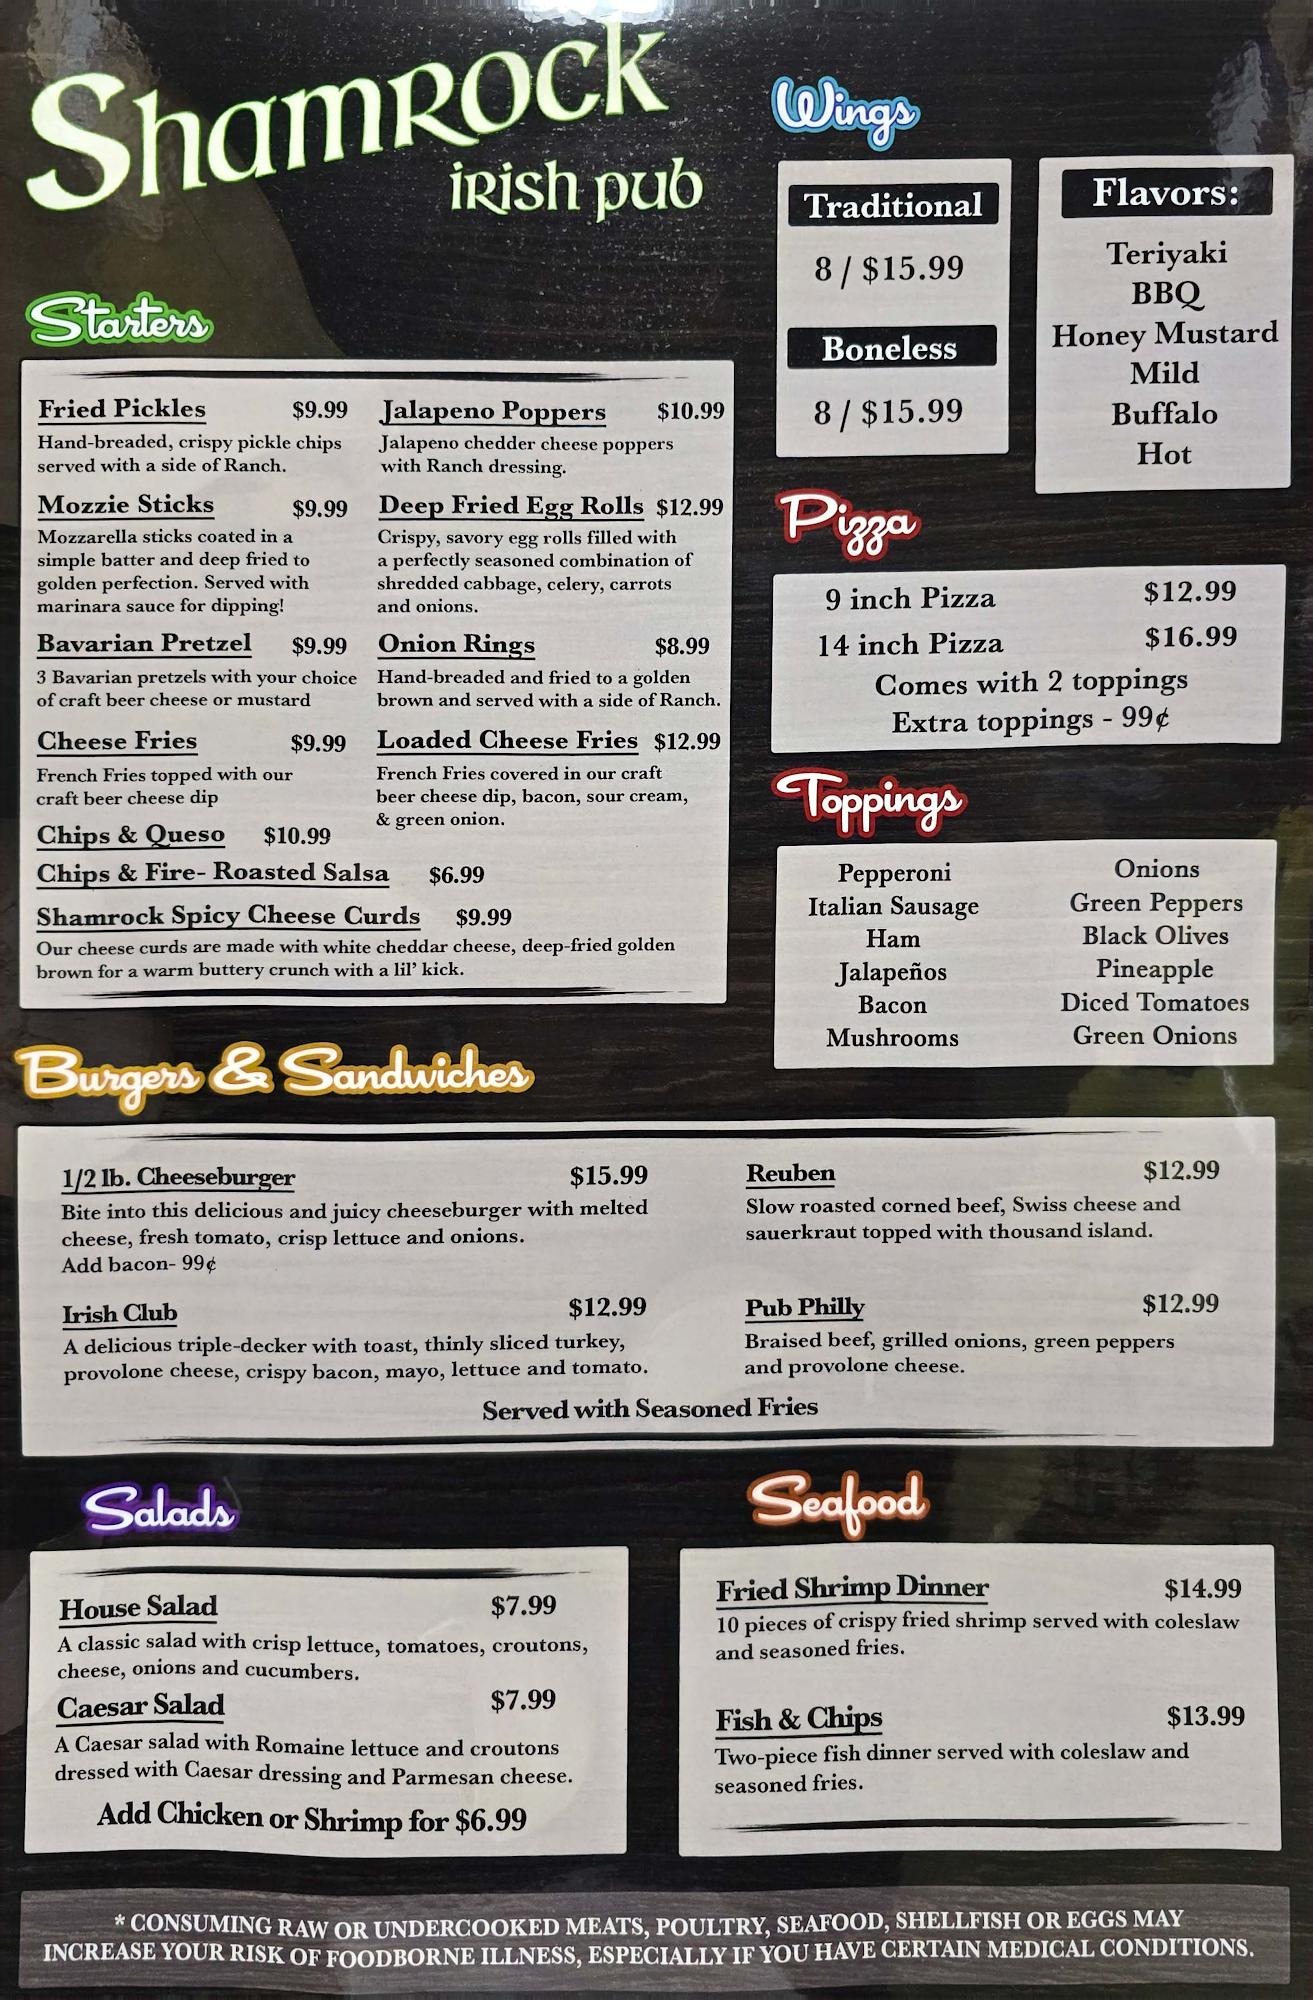 Shamrock
irish pub
Starters
Fried Pickles $9.99
Hand-breaded, crispy pickle chips
served with a side of Ranch.
Mozzie Sticks $9.99
Mozzarella sticks coated in a
simple batter and deep fried to
golden perfection. Served with
marinara sauce for dipping!
Bavarian Pretzel $9.99
3 Bavarian pretzels with your choice
of craft beer cheese or mustard
Cheese Fries $9.99
French Fries topped with our
craft beer cheese dip
Jalapeno Poppers $10.99
Jalapeno chedder cheese poppers
with Ranch dressing.
Deep Fried Egg Rolls $12.99
Crispy, savory egg rolls filled with
a perfectly seasoned combination of
shredded cabbage, celery, carrots
and onions.
Onion Rings $8.99
Hand-breaded and fried to a golden
brown and served with a side of Ranch.
Loaded Cheese Fries $12.99
French Fries covered in our craft
beer cheese dip, bacon, sour cream,
& green onion.
Chips & Queso $10.99
Chips & Fire- Roasted Salsa $6.99
Shamrock Spicy Cheese Curds $9.99
Our cheese curds are made with white cheddar cheese, deep-fried golden
brown for a warm buttery crunch with a lil' kick.
Wings
Traditional
8 / $15.99
Boneless
8 / $15.99
Flavors:
Teriyaki
BBQ
Honey Mustard
Mild
Buffalo
Hot
Pizza
9 inch Pizza $12.99
14 inch Pizza $16.99
Comes with 2 toppings
Extra toppings - 99¢
Toppings
Pepperoni
Italian Sausage
Ham
Jalapeños
Bacon
Mushrooms
Onions
Green Peppers
Black Olives
Pineapple
Diced Tomatoes
Green Onions
Burgers & Sandwiches
1/2 lb. Cheeseburger $15.99
Bite into this delicious and juicy cheeseburger with melted
cheese, fresh tomato, crisp lettuce and onions.
Add bacon- 99¢
Irish Club $12.99
A delicious triple-decker with toast, thinly sliced turkey,
provolone cheese, crispy bacon, mayo, lettuce and tomato.
Reuben $12.99
Slow roasted corned beef, Swiss cheese and
sauerkraut topped with thousand island.
Pub Philly $12.99
Braised beef, grilled onions, green peppers
and provolone cheese.
Served with Seasoned Fries
Salads
House Salad $7.99
A classic salad with crisp lettuce, tomatoes, croutons,
cheese, onions and cucumbers.
Caesar Salad $7.99
A Caesar salad with Romaine lettuce and croutons
dressed with Caesar dressing and Parmesan cheese.
Add Chicken or Shrimp for $6.99
Seafood
Fried Shrimp Dinner $14.99
10 pieces of crispy fried shrimp served with coleslaw
and seasoned fries.
Fish & Chips $13.99
Two-piece fish dinner served with coleslaw and
seasoned fries.
* CONSUMING RAW OR UNDERCOOKED MEATS, POULTRY, SEAFOOD, SHELLFISH OR EGGS MAY
INCREASE YOUR RISK OF FOODBORNE ILLNESS, ESPECIALLY IF YOU HAVE CERTAIN MEDICAL CONDITIONS.